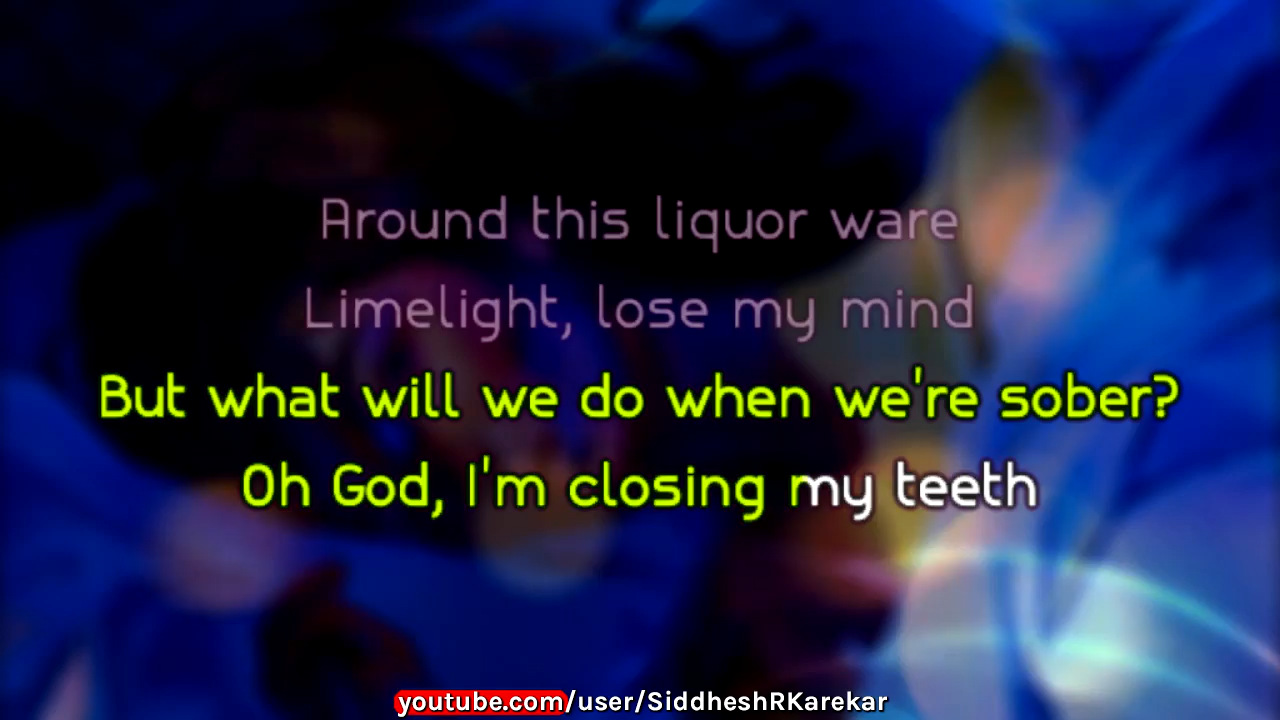 Around this liquor ware
Limelight, lose my mind
But what will we do when we're sober?
Oh God, I'm closing my teeth
youtube.com/user/SiddheshRKarekar